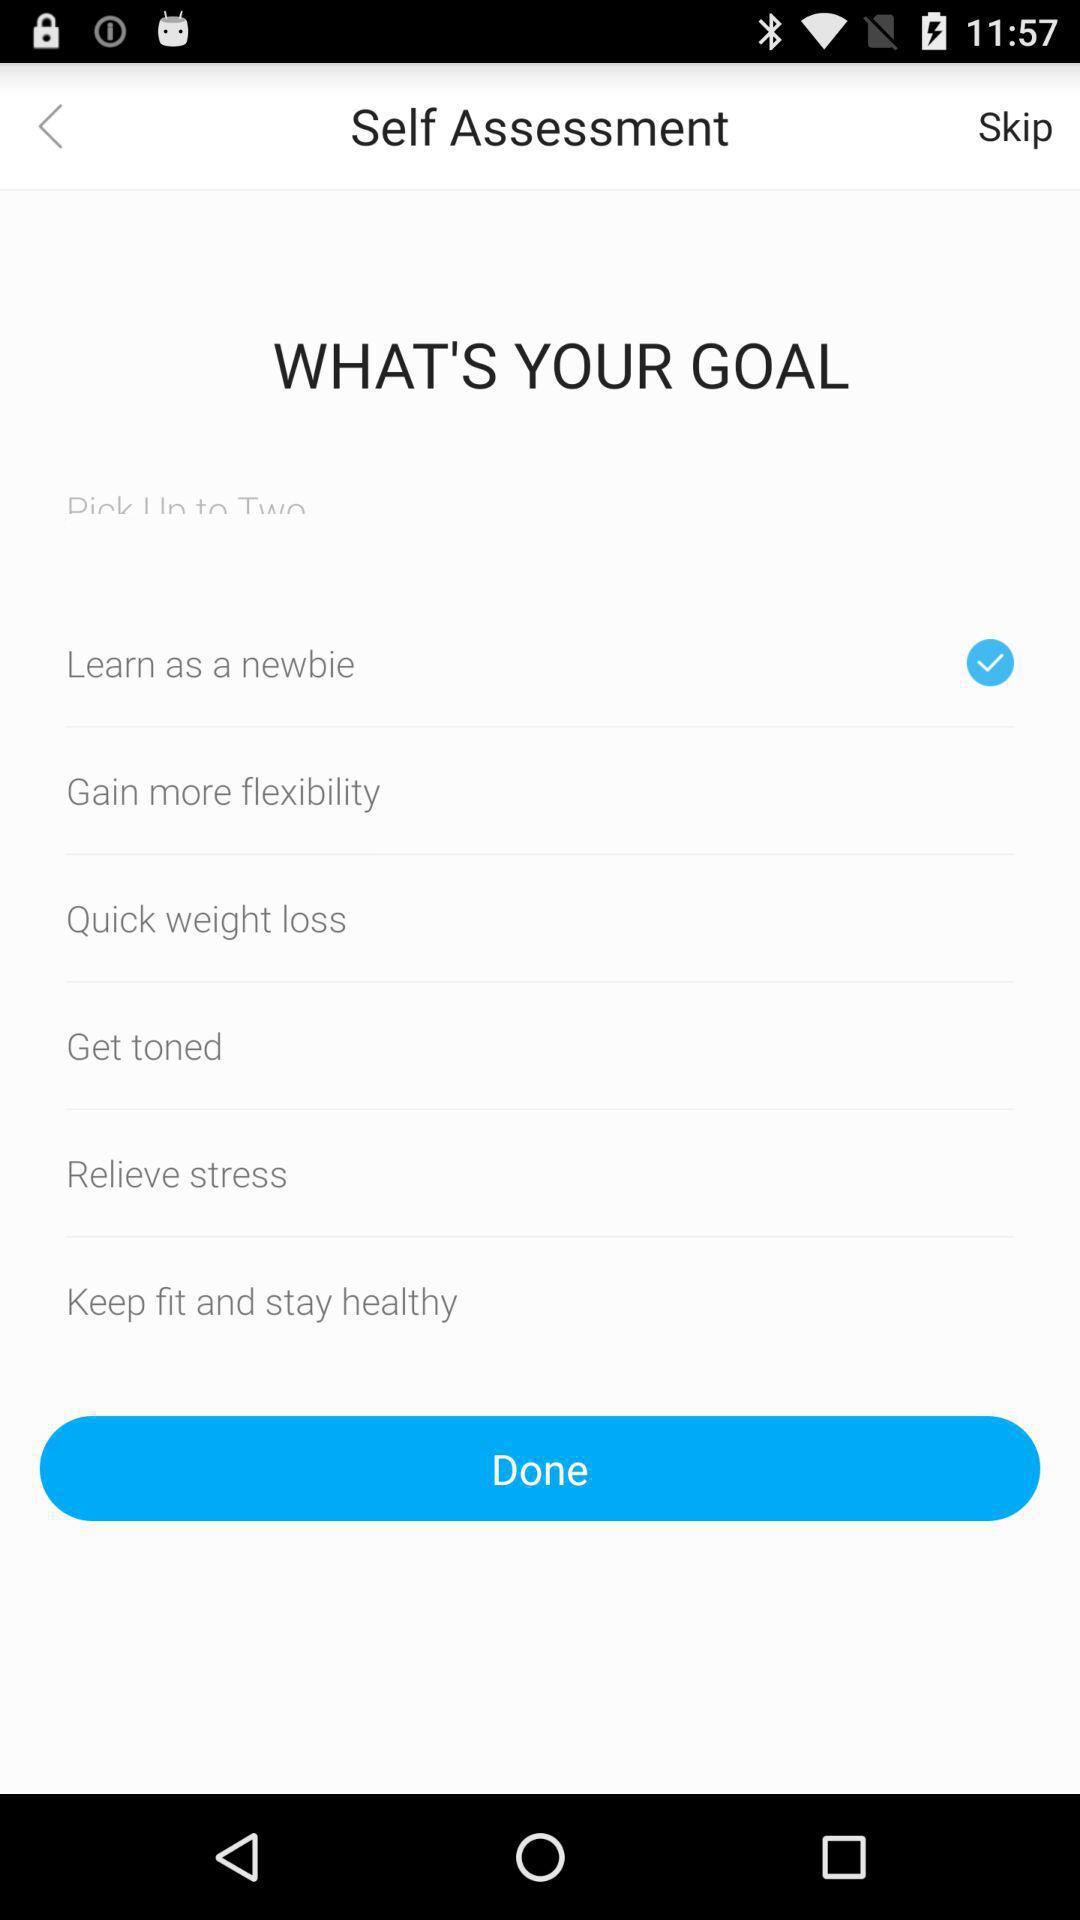 11:57
Self Assessment
Skip
WHAT'S YOUR GOAL
Pick Up to Two
Learn as a newbie
Gain more flexibility
Quick weight loss
Get toned
Relieve stress
Keep fit and stay healthy
Done